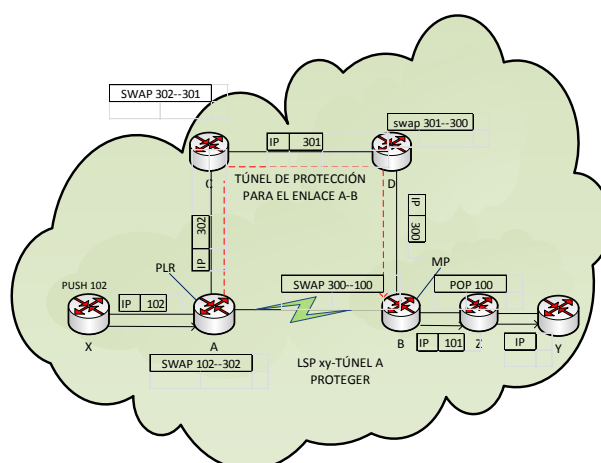 SWAP 302--301
swap 301--300
IP 301
C
D
TÚNEL DE PROTECCIÓN
PARA EL ENLACE A-B
302
IP
IP
300
PLR
MP
PUSH 102
SWAP 300--100
POP 100
IP 102
X
A
B
Z
Y
IP 101
IP
SWAP 102--302
LSP xy-TÚNEL A
PROTEGER